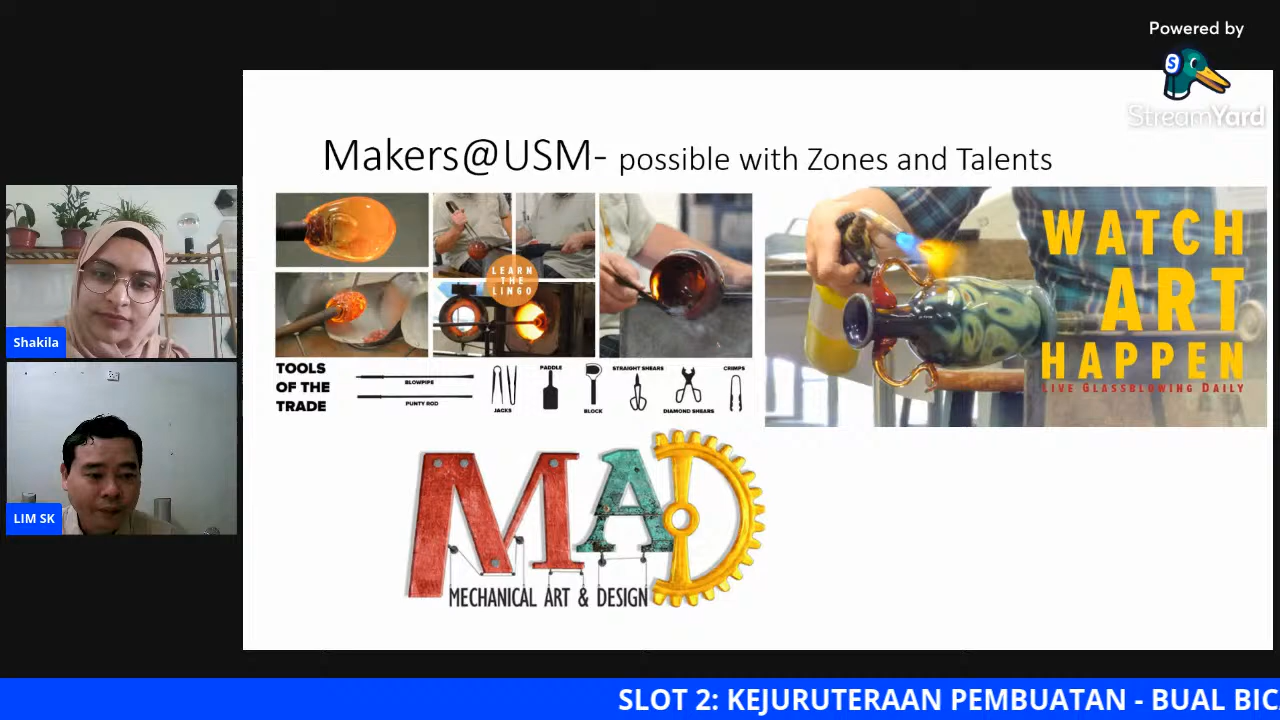 Powered by
StreamYard
Makers@USM- possible with Zones and Talents
LEARN
THE
LINGO
WATCH
ART
HAPPEN
LIVE GLASSBLOWING DAILY
Shakila
TOOLS
OF THE
TRADE
BLOWPIPE
PUNTY ROD
JACKS
PADDLE
BLOCK
STRAIGHT SHEARS
DIAMOND SHEARS
CRIMPS
LIM SK
MAD
MECHANICAL ART & DESIGN
SLOT 2: KEJURUTERAAN PEMBUATAN - BUAL BIC